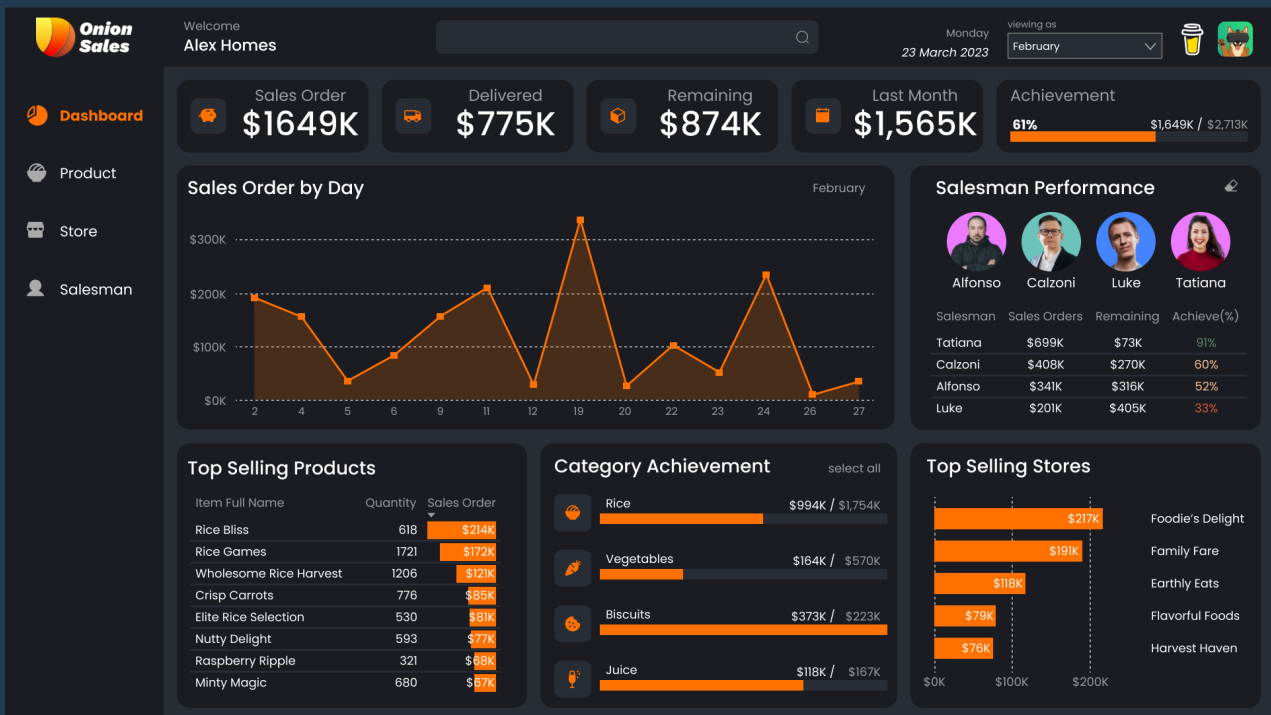 Onion
Sales
Welcome
Alex Homes
Monday
23 March 2023
viewing as
February
Dashboard
Product
Store
Salesman
Sales Order
$1649K
Delivered
$775K
Remaining
$874K
Last Month
$1,565K
Achievement
61%
$1,649K / $2,713K
Sales Order by Day
February
$300K
$200K
$100K
$0K
2 4 5 6 9 11 12 19 20 22 23 24 26 27
Salesman Performance
Alfonso Calzoni Luke Tatiana
Salesman Sales Orders Remaining Achieve(%)
Tatiana $699K $73K 91%
Calzoni $408K $270K 60%
Alfonso $341K $316K 52%
Luke $201K $405K 33%
Top Selling Products
Item Full Name Quantity Sales Order
Rice Bliss 618 $214K
Rice Games 1721 $172K
Wholesome Rice Harvest 1206 $121K
Crisp Carrots 776 $85K
Elite Rice Selection 530 $81K
Nutty Delight 593 $77K
Raspberry Ripple 321 $68K
Minty Magic 680 $67K
Category Achievement
select all
Rice $994K / $1,754K
Vegetables $164K / $570K
Biscuits $373K / $223K
Juice $118K / $167K
Top Selling Stores
$217K Foodie's Delight
$191K Family Fare
$118K Earthly Eats
$79K Flavorful Foods
$76K Harvest Haven
$0K $100K $200K